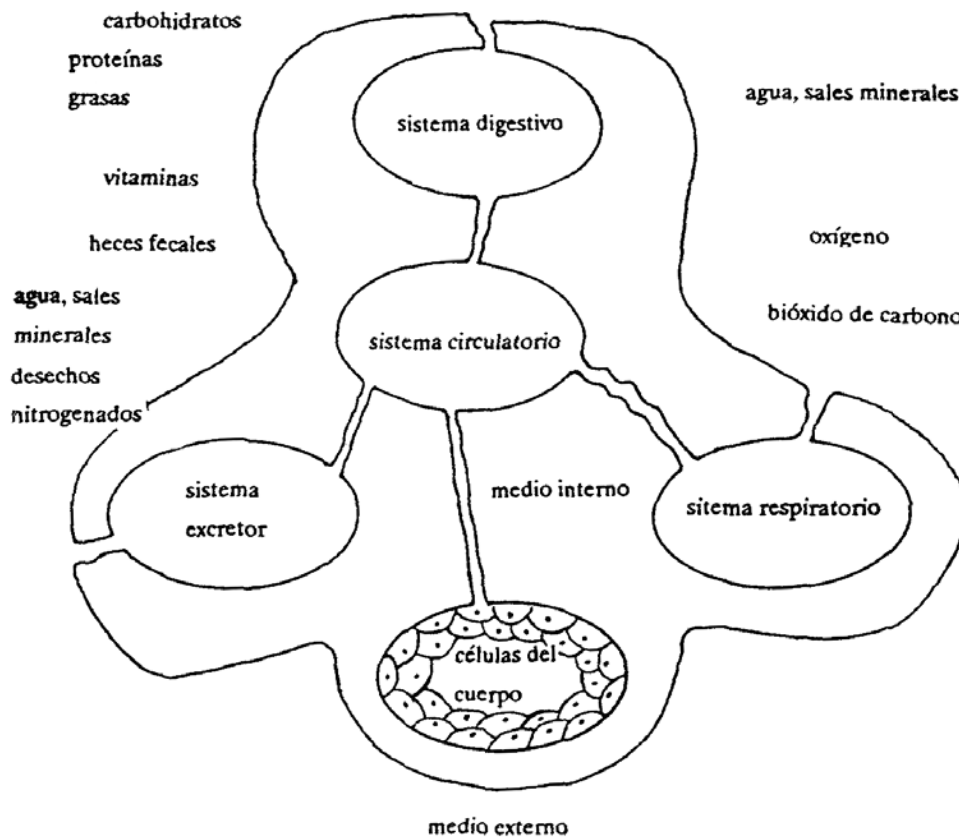 carbohidratos
proteínas
grasas
vitaminas
heces fecales
agua, sales
minerales
desechos
nitrogenados
sistema digestivo
agua, sales minerales
oxígeno
bióxido de carbono
sistema circulatorio
sistema
excretor
medio interno
sitema respiratorio
células del
cuerpo
medio externo